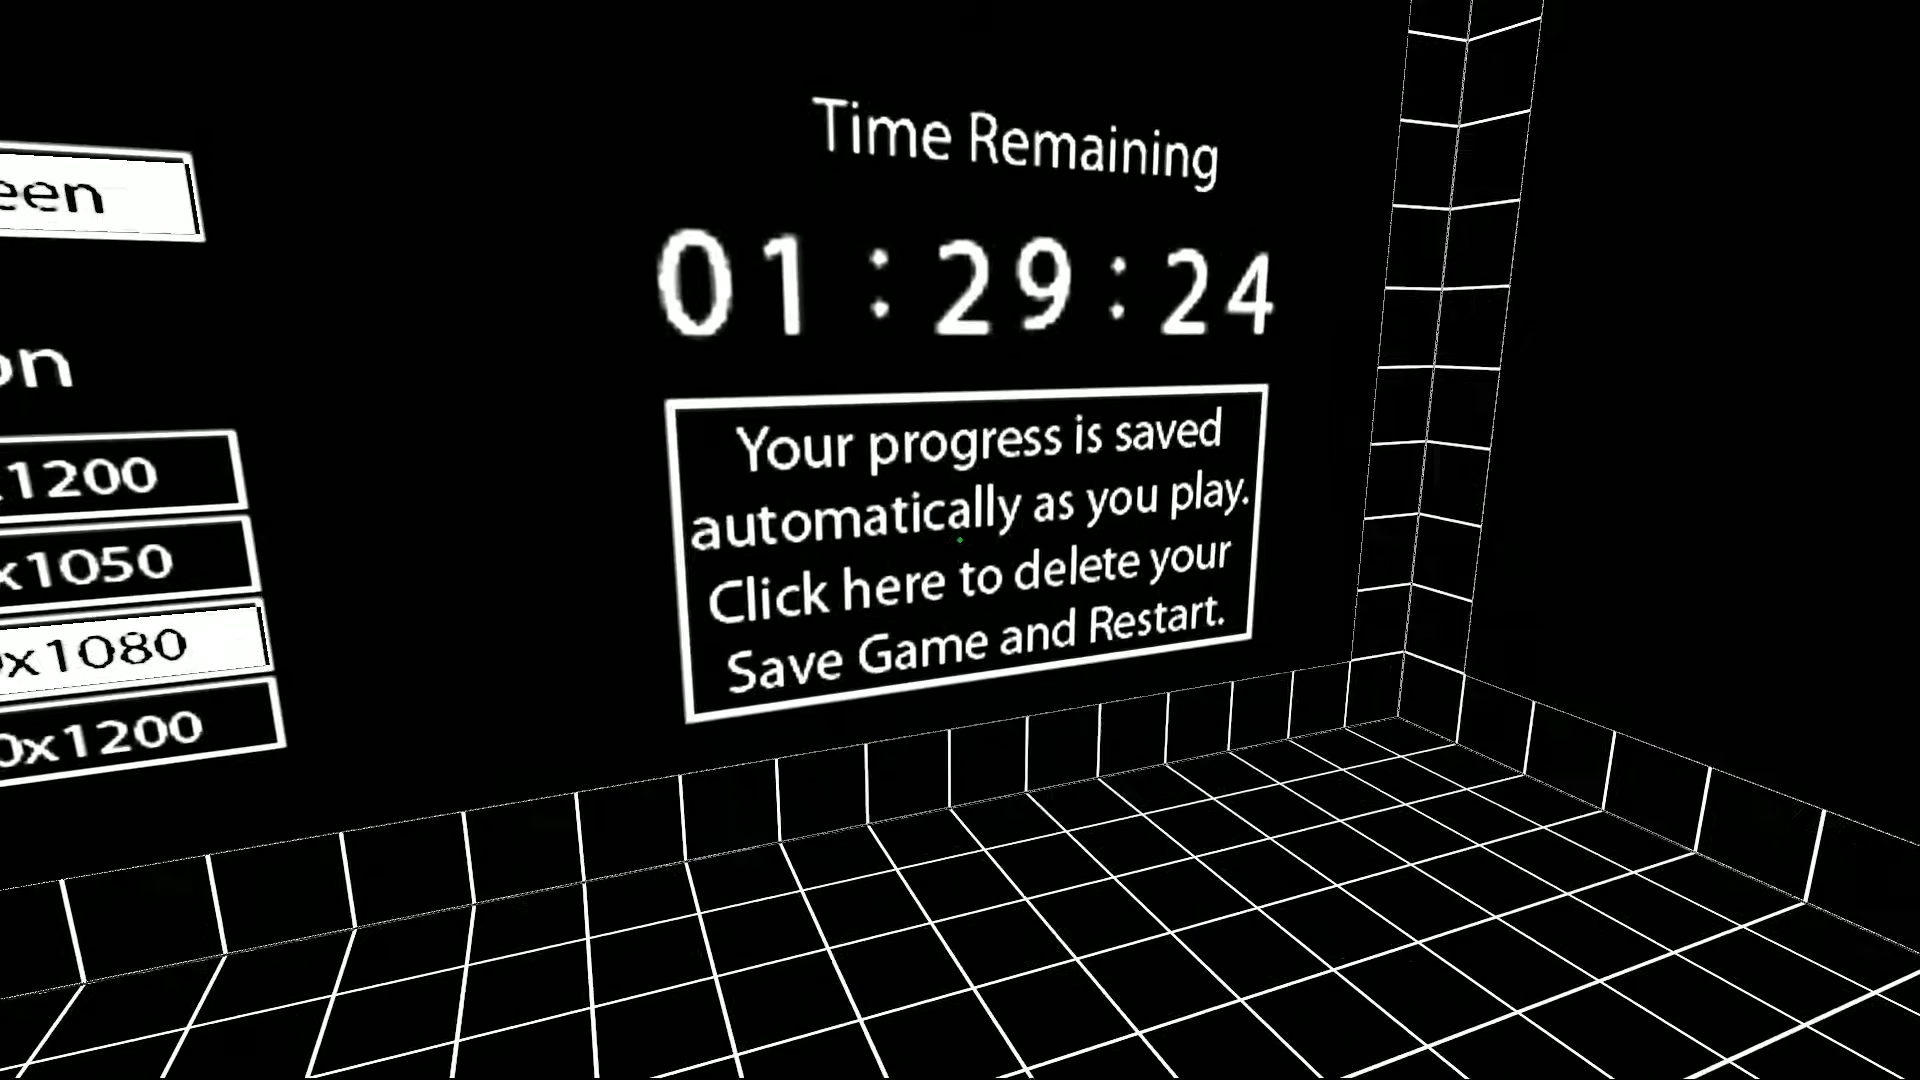 een
on
x1200
x1050
0x1080
0x1200
Time Remaining
01 : 29 : 24
Your progress is saved
automatically as you play.
Click here to delete your
Save Game and Restart.